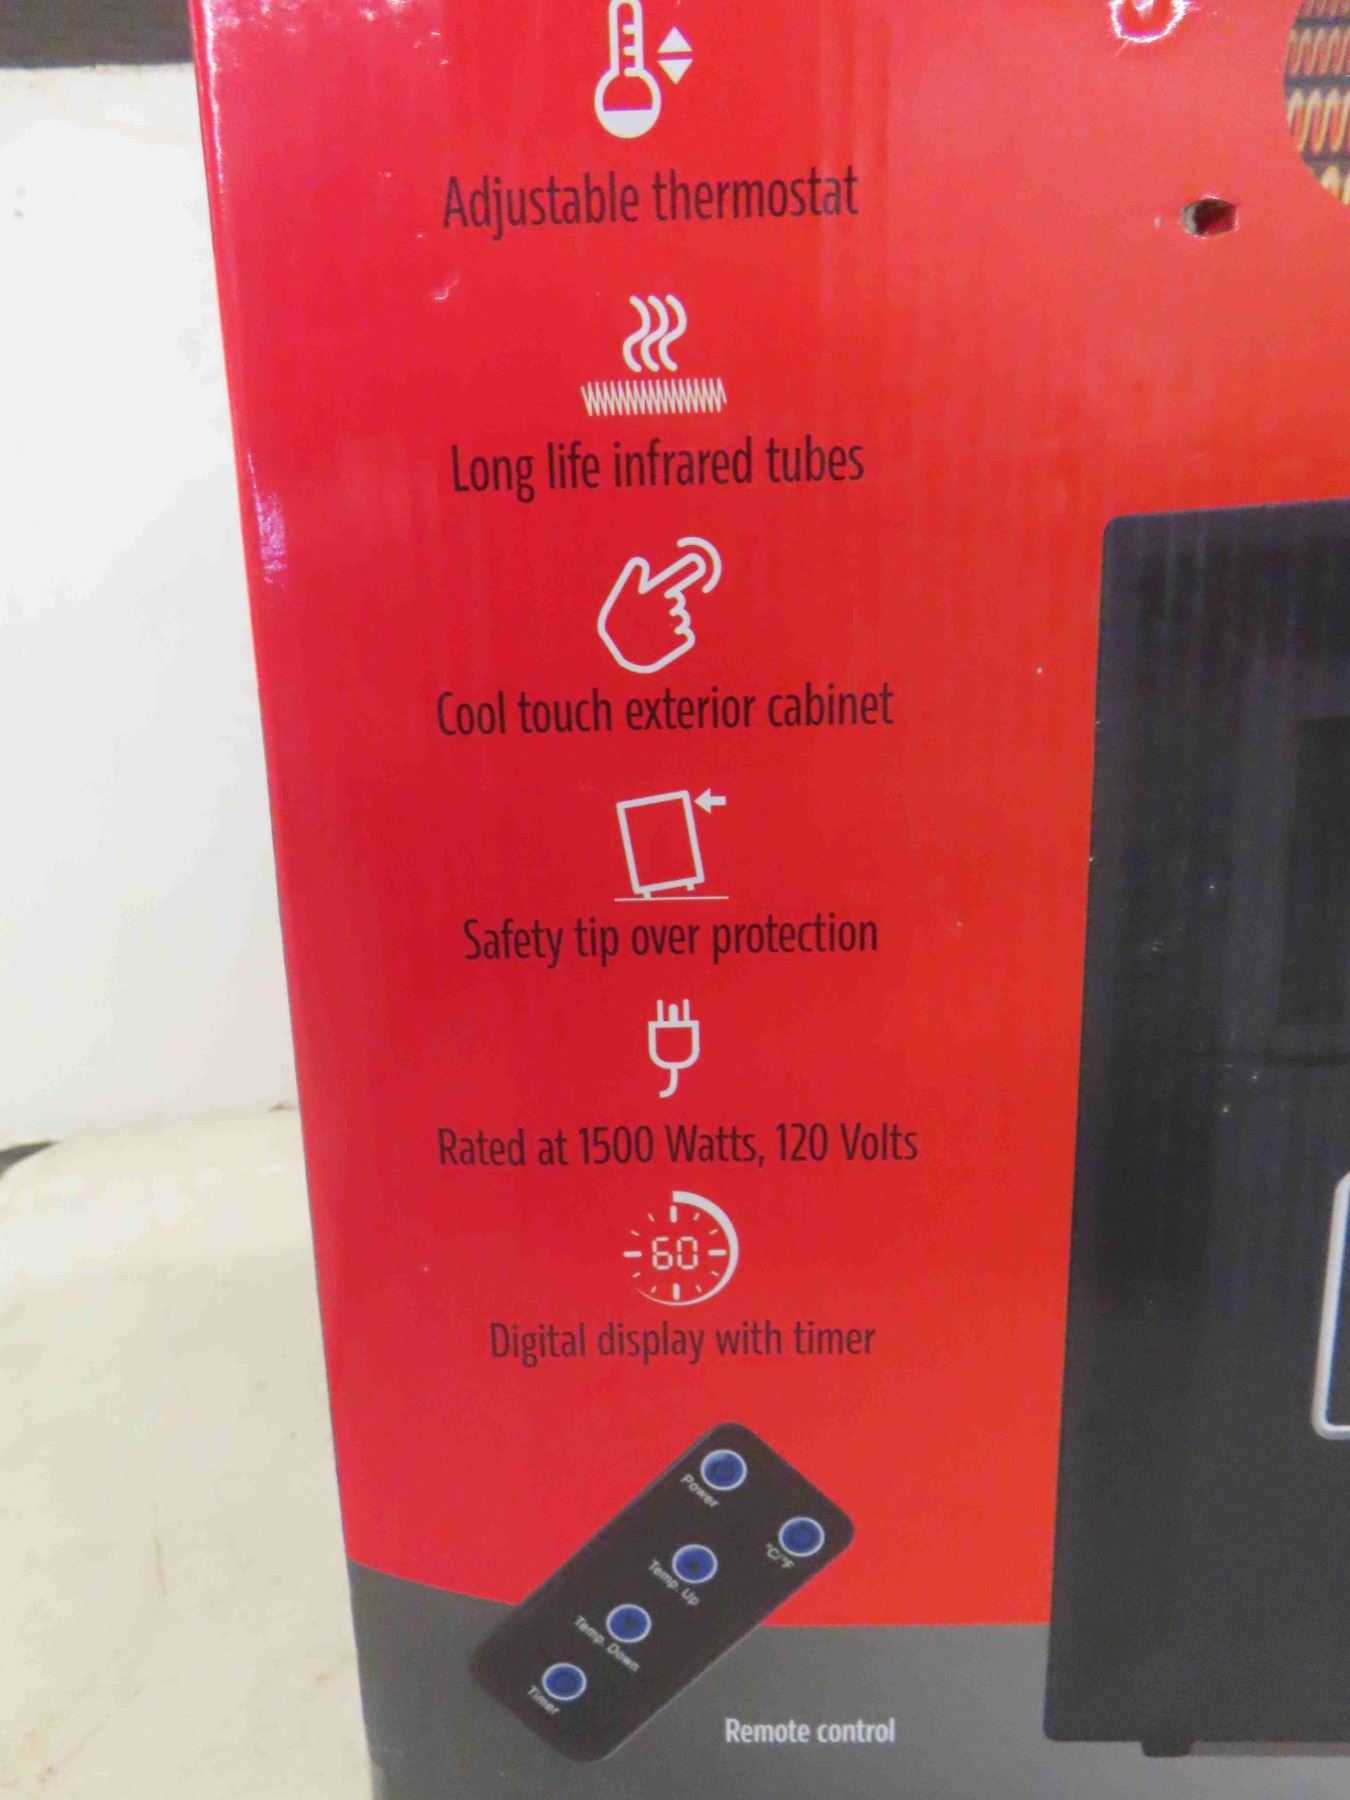 Adjustable thermostat
Long life infrared tubes
Cool touch exterior cabinet
Safety tip over protection
Rated at 1500 Watts, 120 Volts
60
Digital display with timer
Power
°C/°F
Temp. Up
Temp. Down
Timer
Remote control